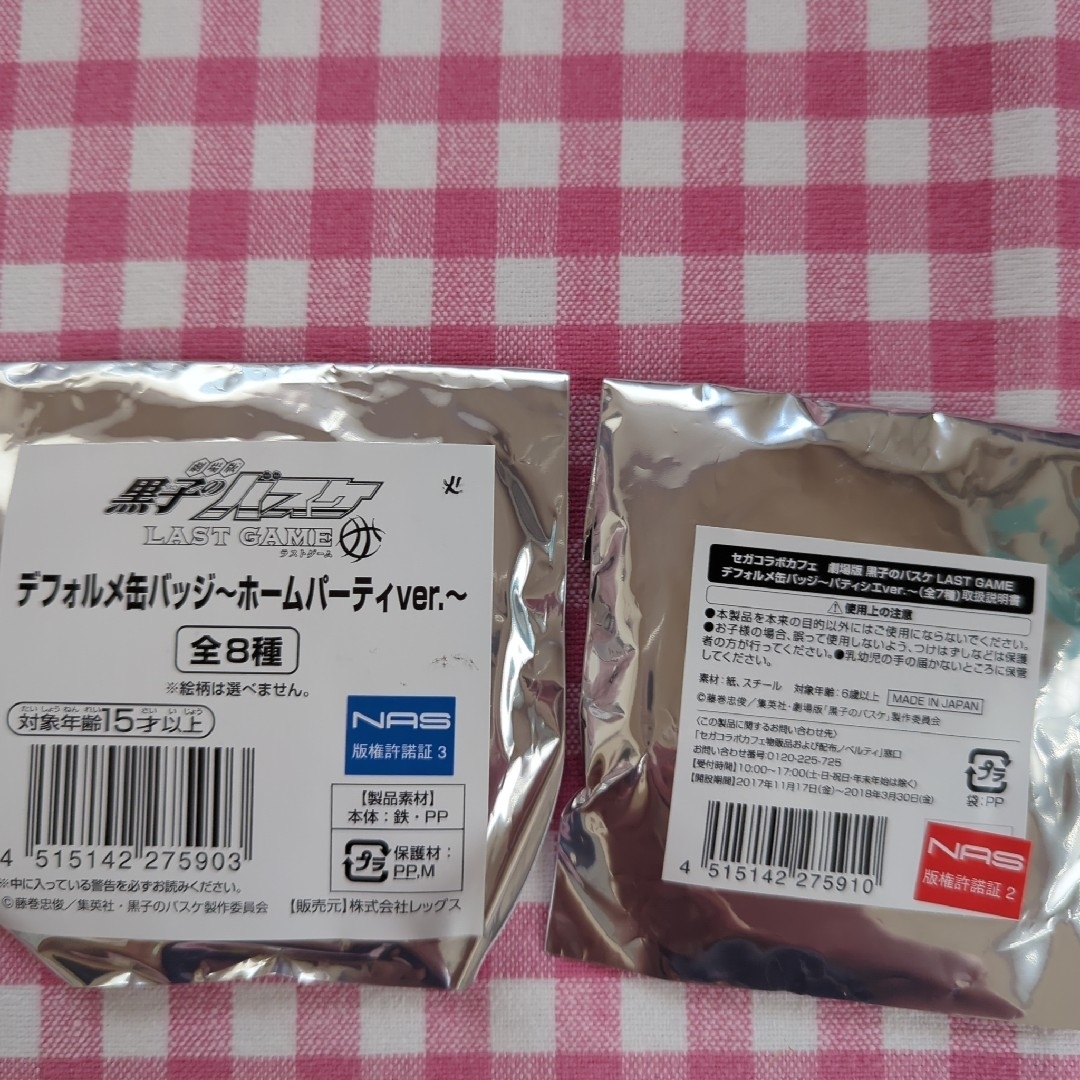 劇場版
黒子のバスケ
LAST GAME
ラストゲーム
デフォルメ缶バッジ～ホームパーティver.～
全8種
※絵柄は選べません。
たいしょうねんれい さいいじょう
対象年齢15才以上
NAS
版権許諾証 3
【製品素材】
本体:鉄・PP
プラ
保護材:
PP,M
4 515142 275903
※中に入っている警告を必ずお読みください。
©藤巻忠俊／集英社・黒子のバスケ製作委員会
【販売元】株式会社レッグス
セガコラボカフェ 劇場版 黒子のバスケ LAST GAME
デフォルメ缶バッジ～パティシエver.～(全7種)取扱説明書
⚠使用上の注意
●本製品を本来の目的以外にはご使用にならないでください。
●お子様の場合、誤って使用しないよう、つけはずしなどは保護
者の方が行ってください。●乳幼児の手の届かないところに保管
してください。
素材:紙、スチール 対象年齢:6歳以上 MADE IN JAPAN
©藤巻忠俊／集英社・劇場版「黒子のバスケ」製作委員会
〈この製品に関するお問い合わせ先〉
「セガコラボカフェ物販品および配布ノベルティ」窓口
お問い合わせ番号:0120-225-725
【受付時間】10:00～17:00(土・日・祝日・年末年始は除く)
【開設期間】2017年11月17日(金)～2018年3月30日(金)
プラ
袋:PP
4 515142 275910
NAS
版権許諾証 2